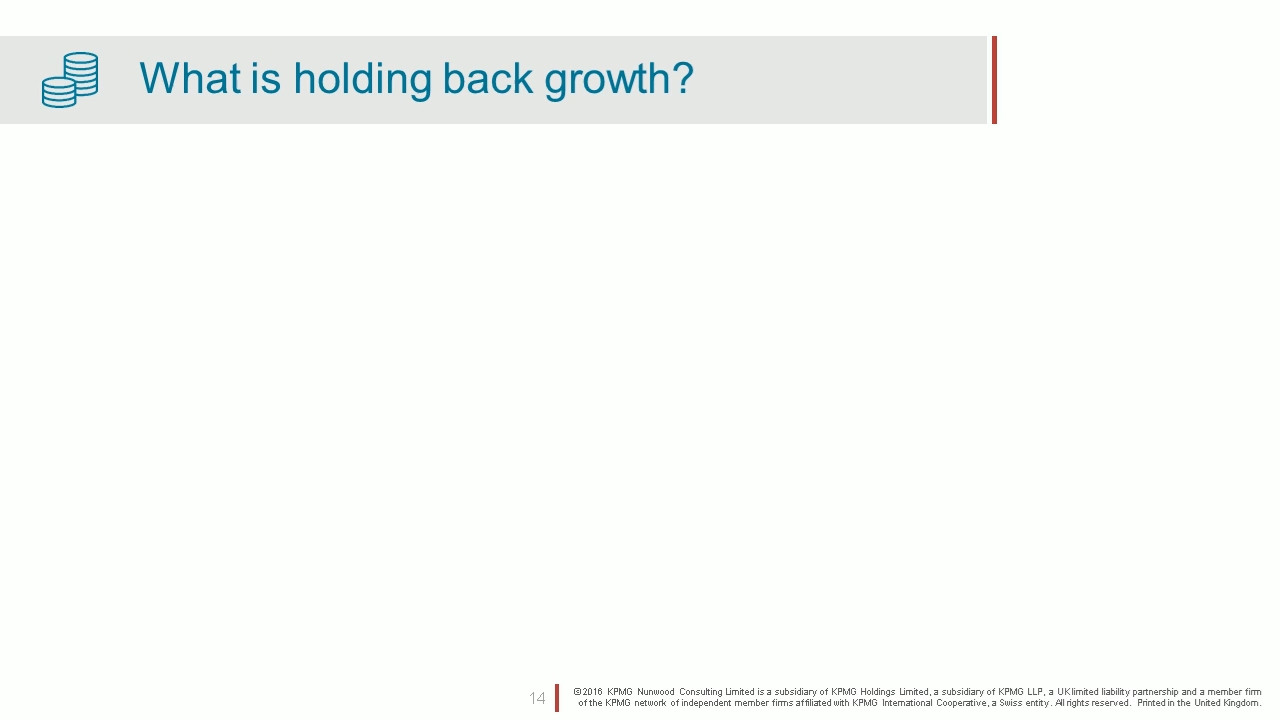 What is holding back growth?
14
©2016 KPMG Nunwood Consulting Limited is a subsidiary of KPMG Holdings Limited, a subsidiary of KPMG LLP, a UK limited liability partnership and a member firm
of the KPMG network of independent member firms affiliated with KPMG International Cooperative, a Swiss entity. All rights reserved. Printed in the United Kingdom.